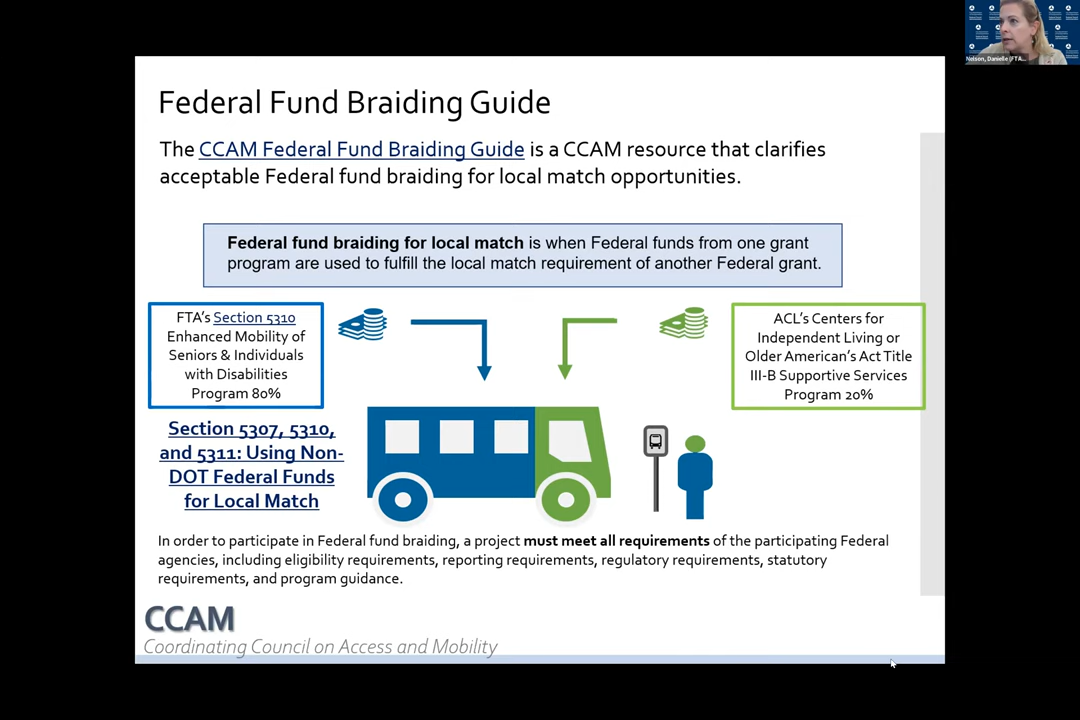 Federal Fund Braiding Guide
The CCAM Federal Fund Braiding Guide is a CCAM resource that clarifies
acceptable Federal fund braiding for local match opportunities.
Federal fund braiding for local match is when Federal funds from one grant
program are used to fulfill the local match requirement of another Federal grant.
FTA's Section 5310
Enhanced Mobility of
Seniors & Individuals
with Disabilities
Program 80%
ACL's Centers for
Independent Living or
Older American's Act Title
III-B Supportive Services
Program 20%
Section 5307, 5310,
and 5311: Using Non-
DOT Federal Funds
for Local Match
In order to participate in Federal fund braiding, a project must meet all requirements of the participating Federal
agencies, including eligibility requirements, reporting requirements, regulatory requirements, statutory
requirements, and program guidance.
CCAM
Coordinating Council on Access and Mobility
Nelson, Danielle (FTA...